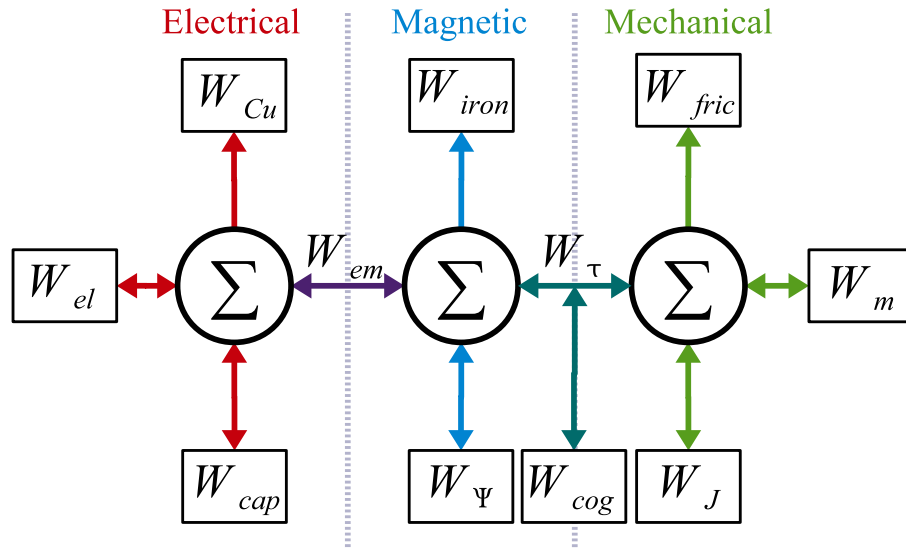 Electrical Magnetic Mechanical
W Cu W iron W fric
W em W τ
W el Σ Σ Σ W m
W cap W Ψ W cog W J